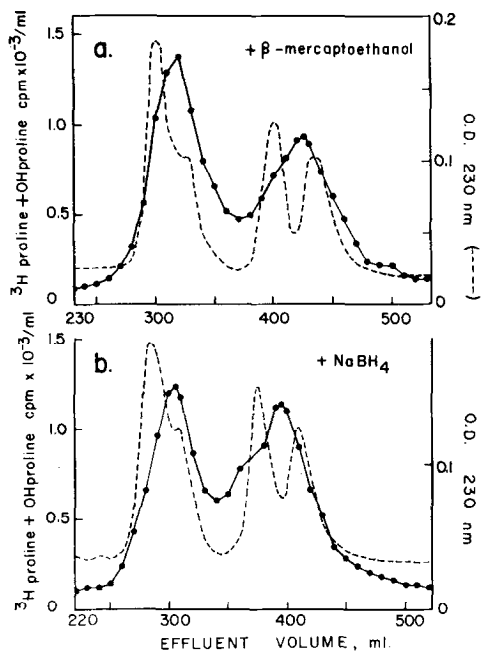 a.
+ β-mercaptoethanol
³H proline + OHproline cpm x 10⁻³/ml
1.5
1.0
0.5
0
0.2
0.1
0
O.D. 230 nm (----)
230
300
400
500
b.
+ NaBH₄
³H proline + OHproline cpm x 10⁻³/ml
1.5
1.0
0.5
0
0.1
0
O.D. 230 nm
220
300
400
500
EFFLUENT VOLUME, ml.